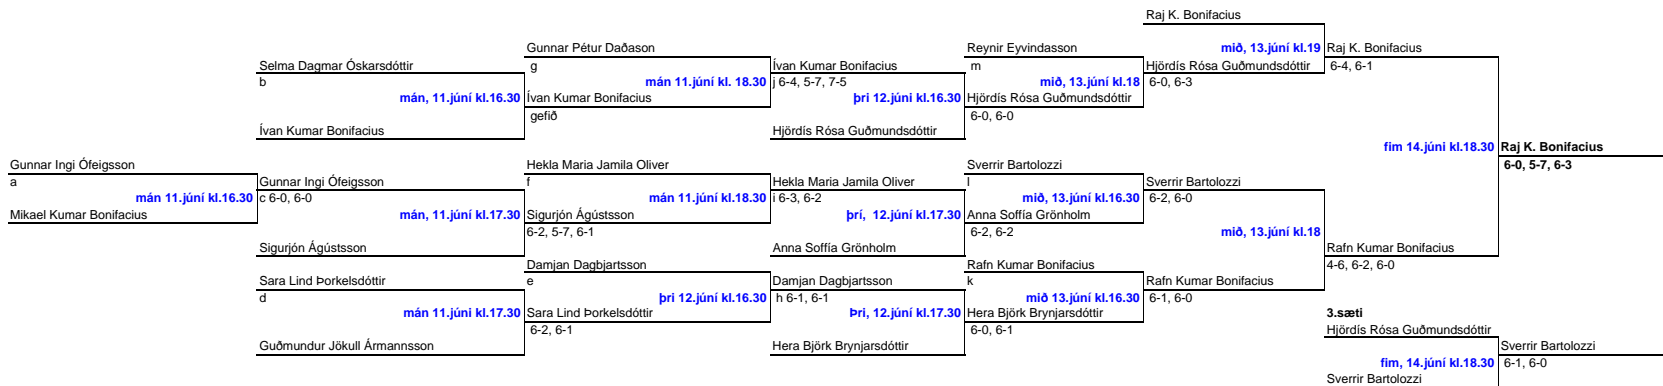 Raj K. Bonifacius
Gunnar Pétur Daðason
Reynir Eyvindasson
mið, 13.júní kl.19
Raj K. Bonifacius
Selma Dagmar Óskarsdóttir
g
Ívan Kumar Bonifacius
m
Hjördís Rósa Guðmundsdóttir
6-4, 6-1
b
mán 11.júní kl. 18.30
j 6-4, 5-7, 7-5
mið, 13.júní kl.18
6-0, 6-3
mán, 11.júní kl.16.30
Ívan Kumar Bonifacius
þri 12.júni kl.16.30
Hjördís Rósa Guðmundsdóttir
gefið
6-0, 6-0
Ívan Kumar Bonifacius
Hjördís Rósa Guðmundsdóttir
fim 14.júni kl.18.30
Raj K. Bonifacius
Gunnar Ingi Ófeigsson
Hekla Maria Jamila Oliver
Sverrir Bartolozzi
6-0, 5-7, 6-3
a
Gunnar Ingi Ófeigsson
f
Hekla Maria Jamila Oliver
l
Sverrir Bartolozzi
mán 11.júní kl.16.30
c 6-0, 6-0
mán 11.júní kl.18.30
i 6-3, 6-2
mið, 13.júní kl.16.30
6-2, 6-0
Mikael Kumar Bonifacius
mán, 11.júní kl.17.30
Sigurjón Ágústsson
þrí, 12.júní kl.17.30
Anna Soffía Grönholm
6-2, 5-7, 6-1
6-2, 6-2
mið, 13.júní kl.18
Sigurjón Ágústsson
Anna Soffía Grönholm
Rafn Kumar Bonifacius
Damjan Dagbjartsson
Rafn Kumar Bonifacius
4-6, 6-2, 6-0
Sara Lind Þorkelsdóttir
e
Damjan Dagbjartsson
k
Rafn Kumar Bonifacius
d
þri 12.júní kl.16.30
h 6-1, 6-1
mið 13.júní kl.16.30
6-1, 6-0
mán 11.júni kl.17.30
Sara Lind Þorkelsdóttir
Þri, 12.júní kl.17.30
Hera Björk Brynjarsdóttir
3.sæti
6-2, 6-1
6-0, 6-1
Hjördís Rósa Guðmundsdóttir
Guðmundur Jökull Ármannsson
Hera Björk Brynjarsdóttir
Sverrir Bartolozzi
fim, 14.júní kl.18.30
6-1, 6-0
Sverrir Bartolozzi